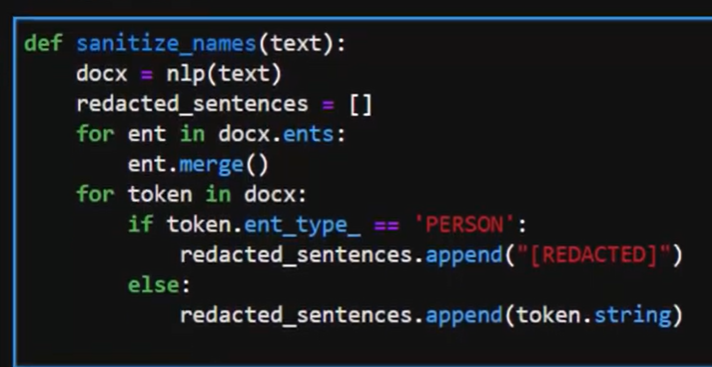 def sanitize_names(text):
    docx = nlp(text)
    redacted_sentences = []
    for ent in docx.ents:
        ent.merge()
    for token in docx:
        if token.ent_type_ == 'PERSON':
            redacted_sentences.append("[REDACTED]")
        else:
            redacted_sentences.append(token.string)